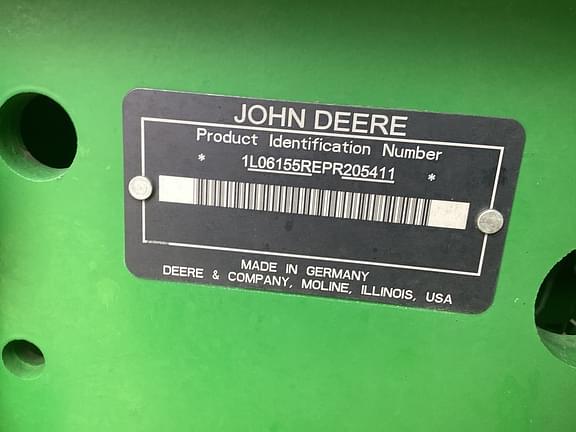 JOHN DEERE
Product Identification Number
* 1L06155REPR205411 *
MADE IN GERMANY
DEERE & COMPANY, MOLINE, ILLINOIS, USA